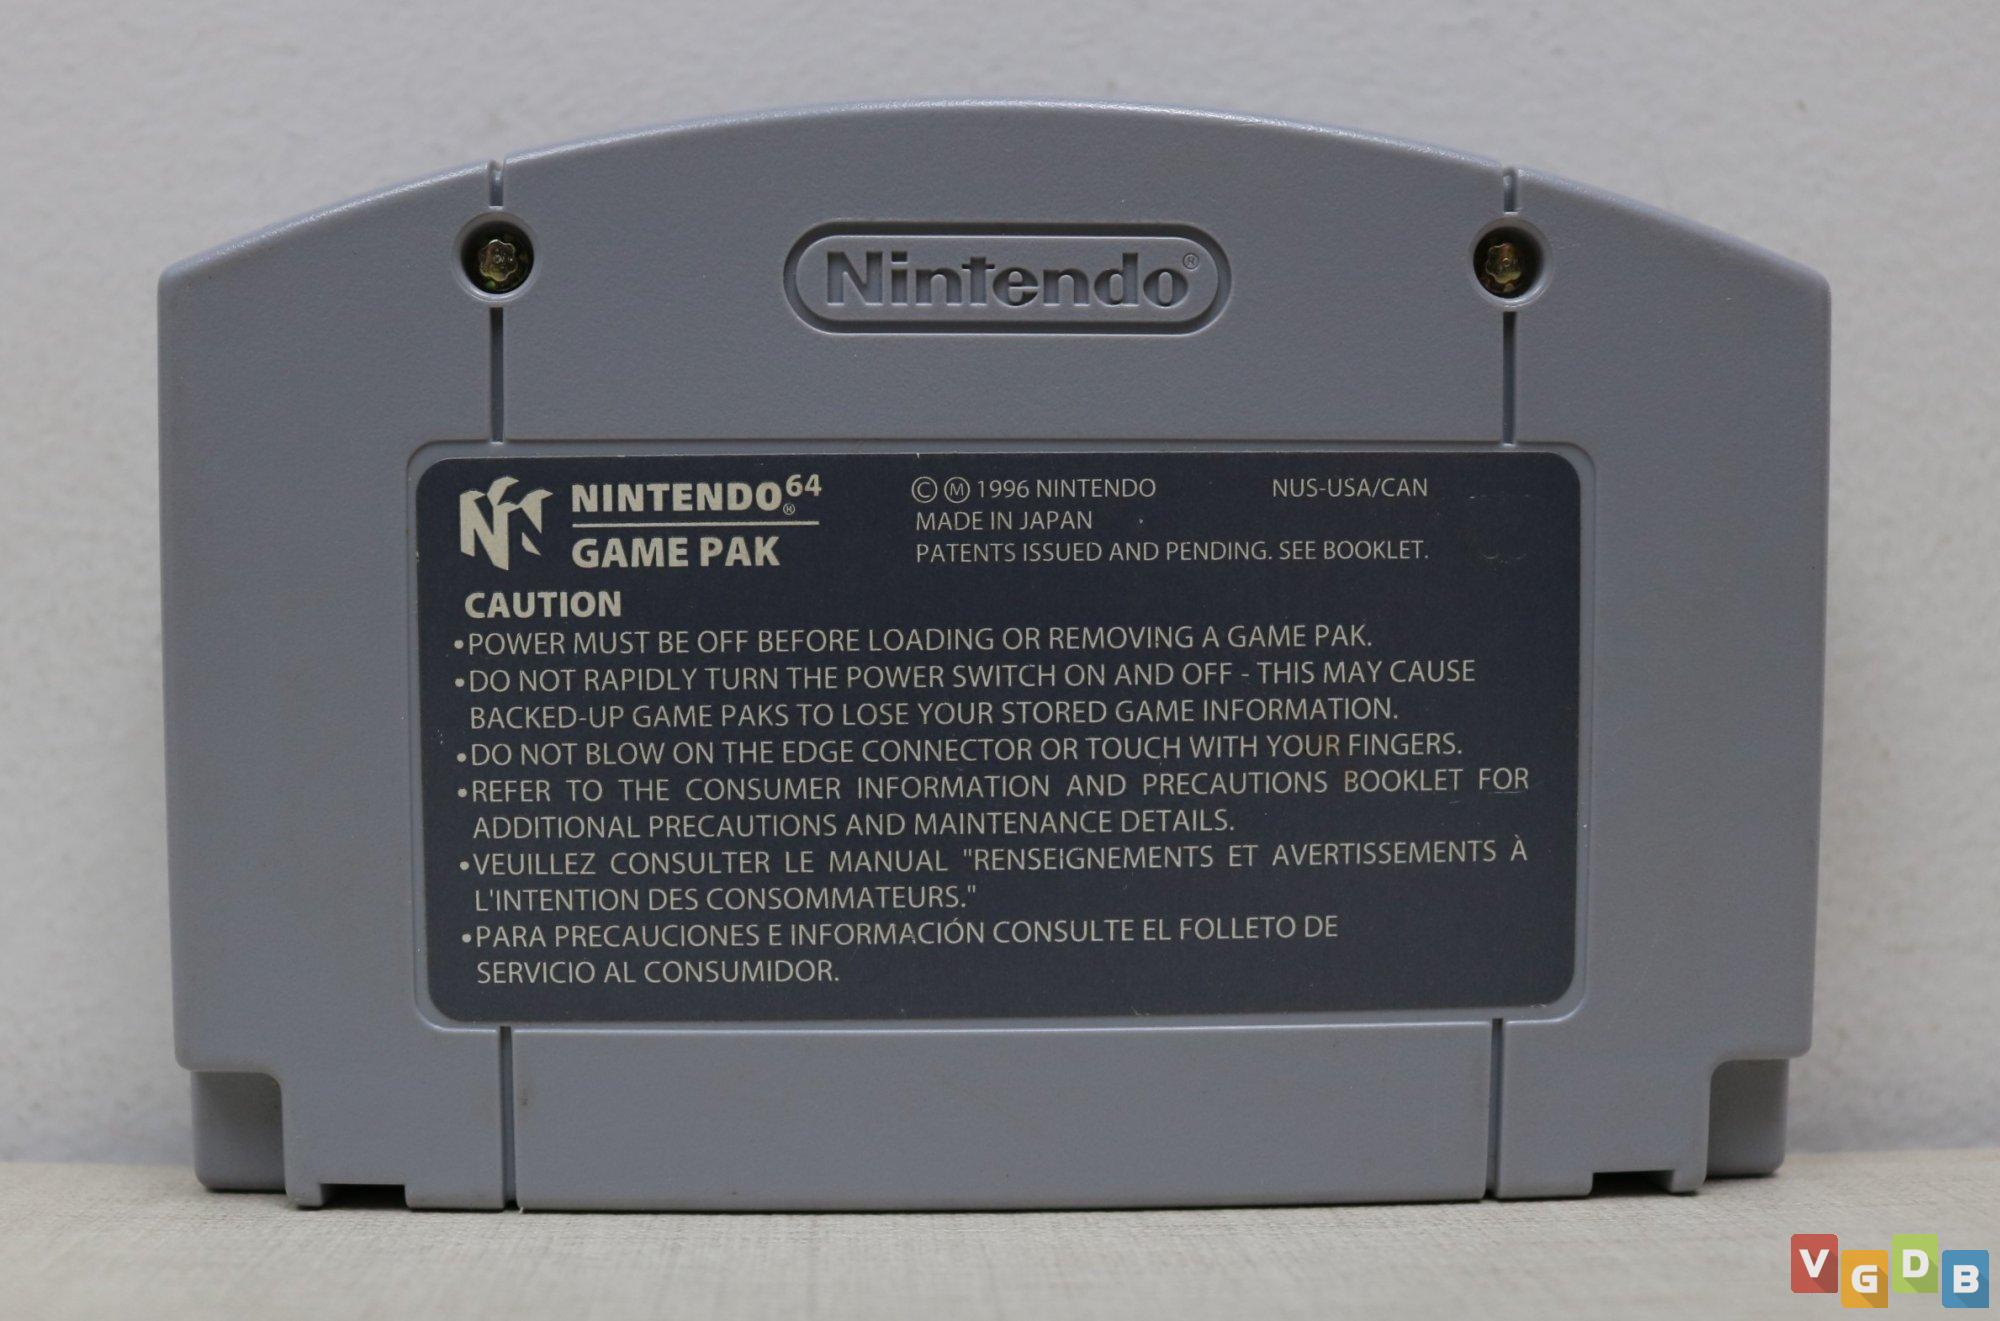 Nintendo®
NINTENDO64®
GAME PAK
© Ⓜ 1996 NINTENDO NUS-USA/CAN
MADE IN JAPAN
PATENTS ISSUED AND PENDING. SEE BOOKLET.
CAUTION
•POWER MUST BE OFF BEFORE LOADING OR REMOVING A GAME PAK.
•DO NOT RAPIDLY TURN THE POWER SWITCH ON AND OFF - THIS MAY CAUSE
BACKED-UP GAME PAKS TO LOSE YOUR STORED GAME INFORMATION.
•DO NOT BLOW ON THE EDGE CONNECTOR OR TOUCH WITH YOUR FINGERS.
•REFER TO THE CONSUMER INFORMATION AND PRECAUTIONS BOOKLET FOR
ADDITIONAL PRECAUTIONS AND MAINTENANCE DETAILS.
•VEUILLEZ CONSULTER LE MANUAL "RENSEIGNEMENTS ET AVERTISSEMENTS À
L'INTENTION DES CONSOMMATEURS."
•PARA PRECAUCIONES E INFORMACIÓN CONSULTE EL FOLLETO DE
SERVICIO AL CONSUMIDOR.
VGDB